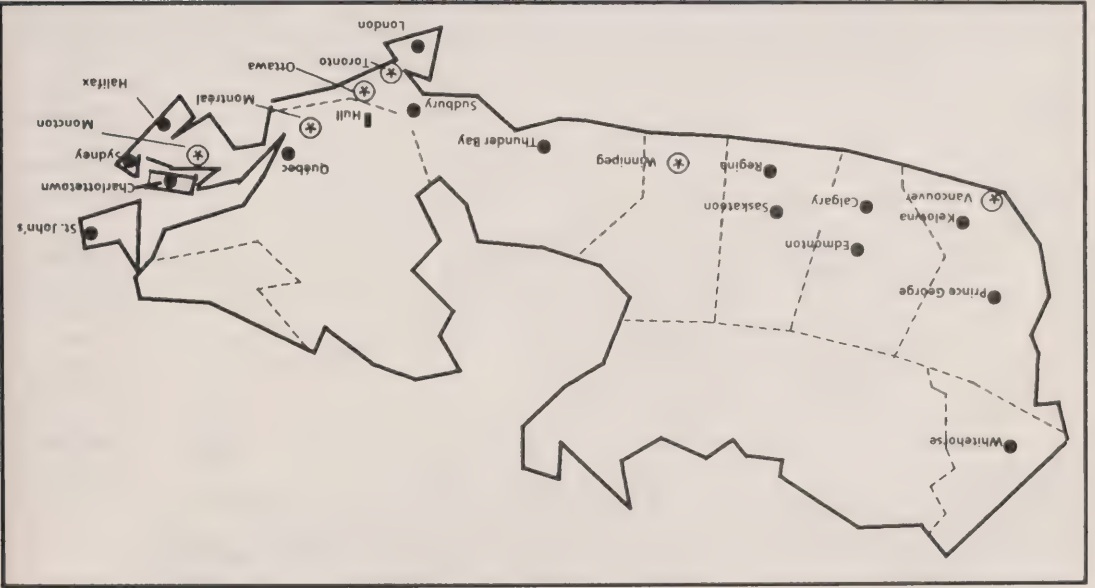 Whitehorse
Prince George
Edmonton
St. John's
Kelowna
Saskatoon
Calgary
Vancouver
Charlottetown
Québec
Regina
Winnipeg
Sydney
Thunder Bay
Moncton
Hull
Sudbury
Montréal
Halifax
Ottawa
Toronto
London